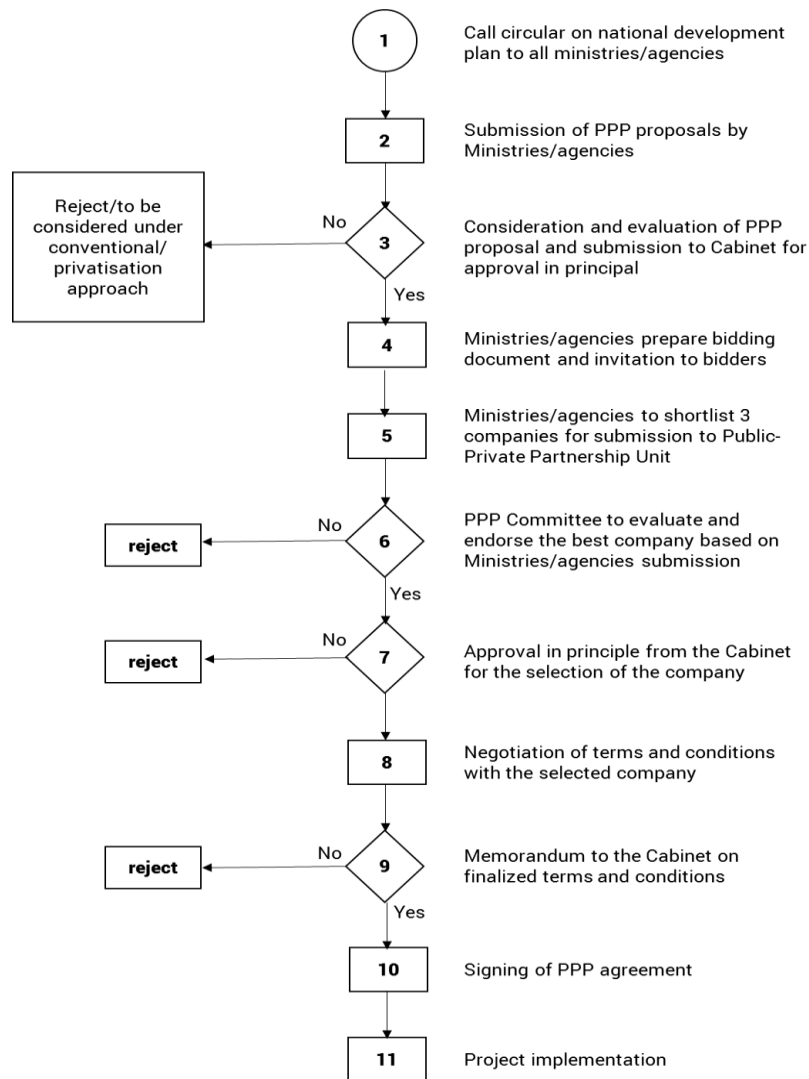 1
Call circular on national development
plan to all ministries/agencies
2
Submission of PPP proposals by
Ministries/agencies
Reject/to be
considered under
conventional/
privatisation
approach
No
3
Consideration and evaluation of PPP
proposal and submission to Cabinet for
approval in principal
Yes
4
Ministries/agencies prepare bidding
document and invitation to bidders
5
Ministries/agencies to shortlist 3
companies for submission to Public-
Private Partnership Unit
reject
No
6
PPP Committee to evaluate and
endorse the best company based on
Ministries/agencies submission
Yes
reject
No
7
Approval in principle from the Cabinet
for the selection of the company
8
Negotiation of terms and conditions
with the selected company
reject
No
9
Memorandum to the Cabinet on
finalized terms and conditions
Yes
10
Signing of PPP agreement
11
Project implementation